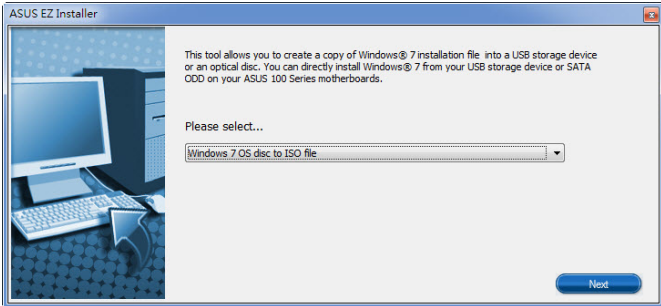 ASUS EZ Installer
This tool allows you to create a copy of Windows® 7 installation file into a USB storage device
or an optical disc. You can directly install Windows® 7 from your USB storage device or SATA
ODD on your ASUS 100 Series motherboards.
Please select...
Windows 7 OS disc to ISO file
Next